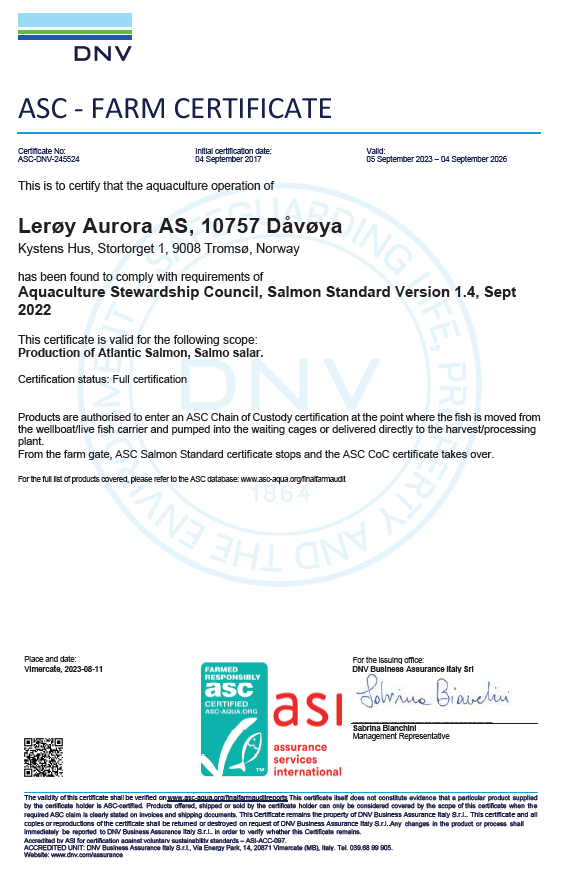 DNV
ASC - FARM CERTIFICATE
Certificate No:
ASC-DNV-245524
Initial certification date:
04 September 2017
Valid:
05 September 2023 – 04 September 2026
This is to certify that the aquaculture operation of
Lerøy Aurora AS, 10757 Dåvøya
Kystens Hus, Stortorget 1, 9008 Tromsø, Norway
has been found to comply with requirements of
Aquaculture Stewardship Council, Salmon Standard Version 1.4, Sept
2022
This certificate is valid for the following scope:
Production of Atlantic Salmon, Salmo salar.
Certification status: Full certification
Products are authorised to enter an ASC Chain of Custody certification at the point where the fish is moved from
the wellboat/live fish carrier and pumped into the waiting cages or delivered directly to the harvest/processing
plant.
From the farm gate, ASC Salmon Standard certificate stops and the ASC CoC certificate takes over.
For the full list of products covered, please refer to the ASC database: www.asc-aqua.org/finalfarmaudit
SAFEGUARDING LIFE, PROPERTY AND THE ENVIRONMENT
DNV
1864
Place and date:
Vimercate, 2023-08-11
FARMED
RESPONSIBLY
asc
CERTIFIED
ASC-AQUA.ORG
TM
asi
assurance
services
international
For the issuing office:
DNV Business Assurance Italy Srl
Sabrina Bianchini
Sabrina Bianchini
Management Representative
The validity of this certificate shall be verified on www.asc-aqua.org/finalfarmauditreports This certificate itself does not constitute evidence that a particular product supplied
by the certificate holder is ASC-certified. Products offered, shipped or sold by the certificate holder can only be considered covered by the scope of this certificate when the
required ASC claim is clearly stated on invoices and shipping documents. This Certificate remains the property of DNV Business Assurance Italy S.r.l.. This certificate and all
copies or reproductions of the certificate shall be returned or destroyed on request of DNV Business Assurance Italy S.r.l..Any changes in the product or process shall
immediately be reported to DNV Business Assurance Italy S.r.l.. in order to verify whether this Certificate remains.
Accredited by ASI for certification against voluntary sustainability standards – ASI-ACC-097.
ACCREDITED UNIT: DNV Business Assurance Italy S.r.l., Via Energy Park, 14, 20871 Vimercate (MB), Italy. Tel. 039.68 99 905.
Website: www.dnv.com/assurance